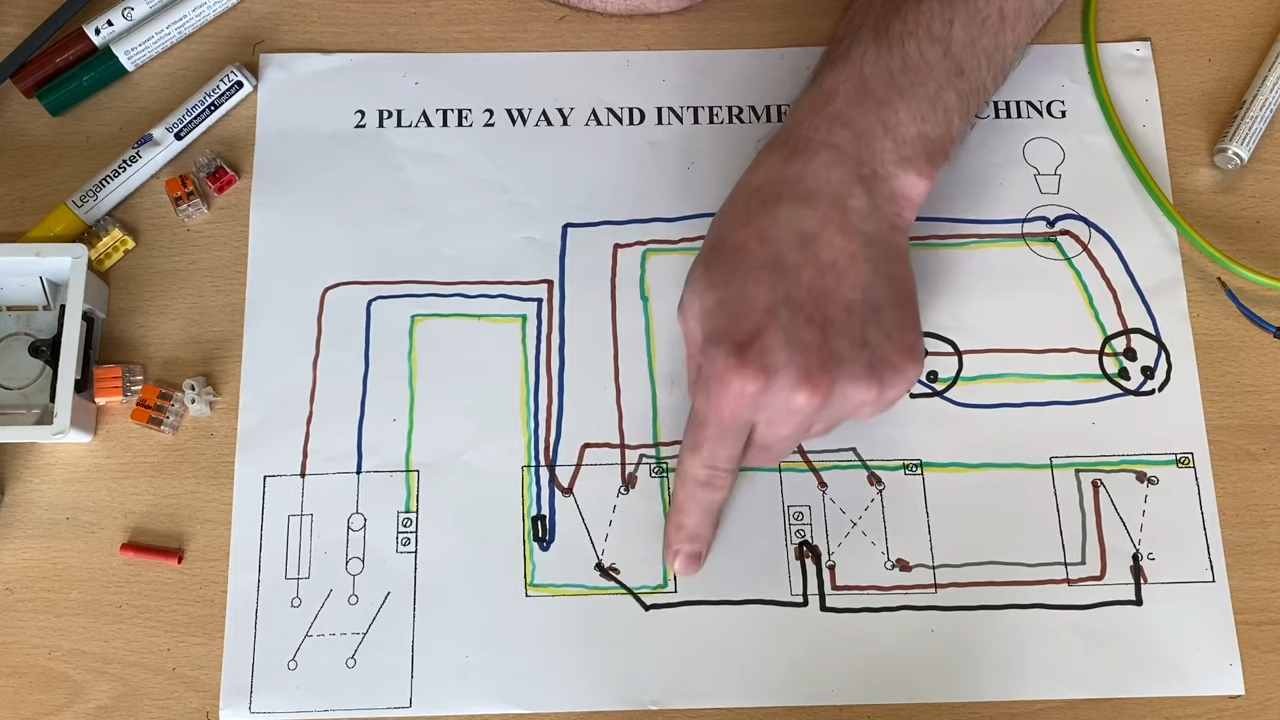 2 PLATE 2 WAY AND INTERME CHING
Legamaster boardmarker TZ1
whiteboard + flipchart
C
C